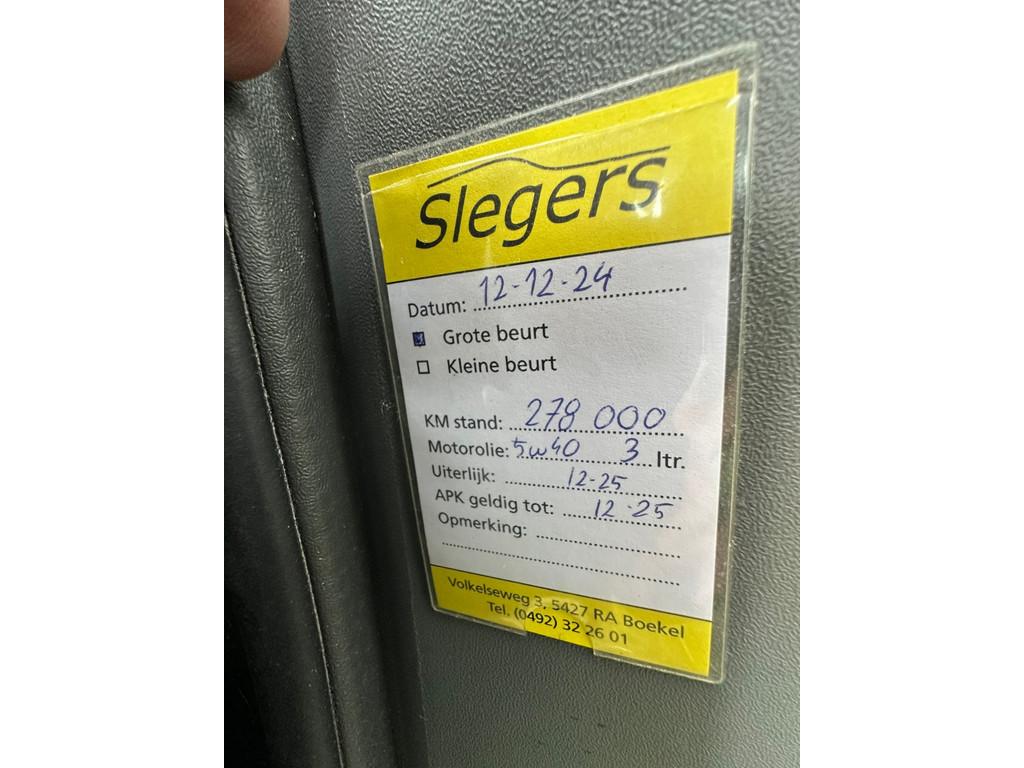 Slegers
Datum: 12-12-24
Grote beurt
Kleine beurt
KM stand: 278 000
Motorolie: 5w40 3 ltr.
Uiterlijk: 12-25
APK geldig tot: 12-25
Opmerking:
Volkelseweg 3, 5427 RA Boekel
Tel. (0492) 32 26 01